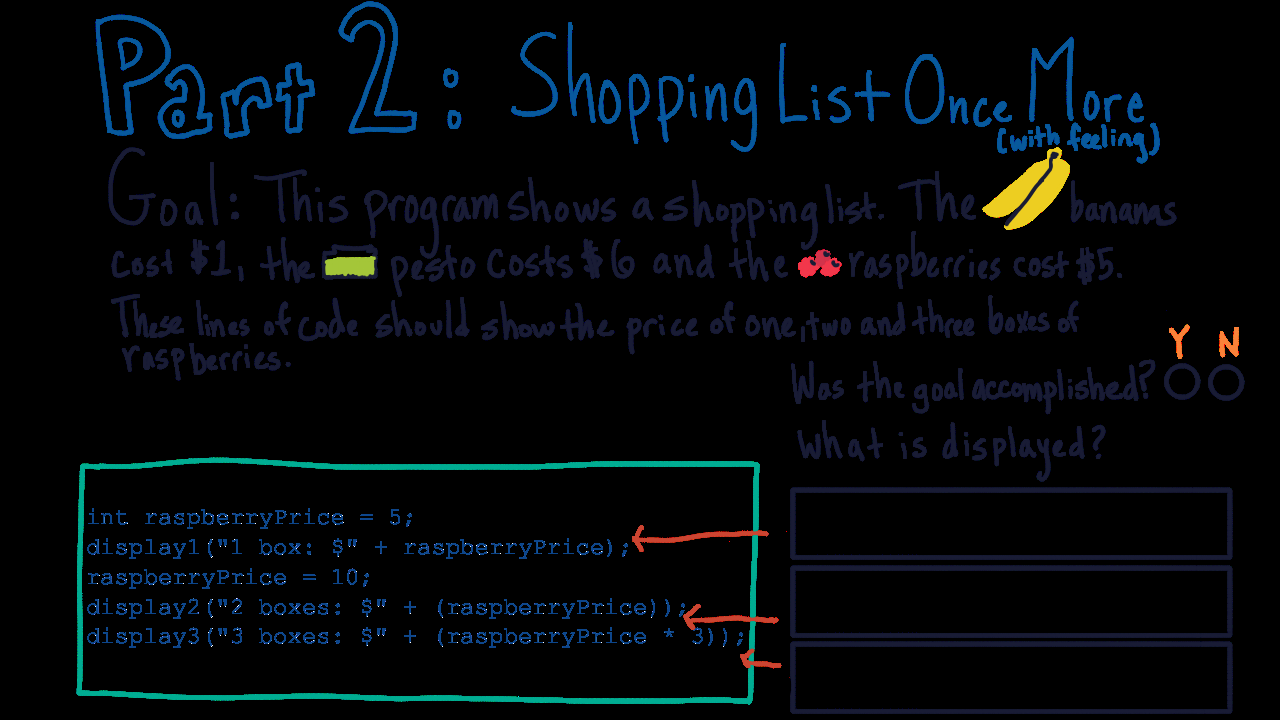 Part 2: Shopping List Once More
(with feeling)
Goal: This program shows a shopping list. The bananas
cost $1, the pesto costs $6 and the raspberries cost $5.
These lines of code should show the price of one, two and three boxes of
raspberries.
Y N
Was the goal accomplished?
What is displayed?
int raspberryPrice = 5;
display1("1 box: $" + raspberryPrice);
raspberryPrice = 10;
display2("2 boxes: $" + (raspberryPrice));
display3("3 boxes: $" + (raspberryPrice * 3));